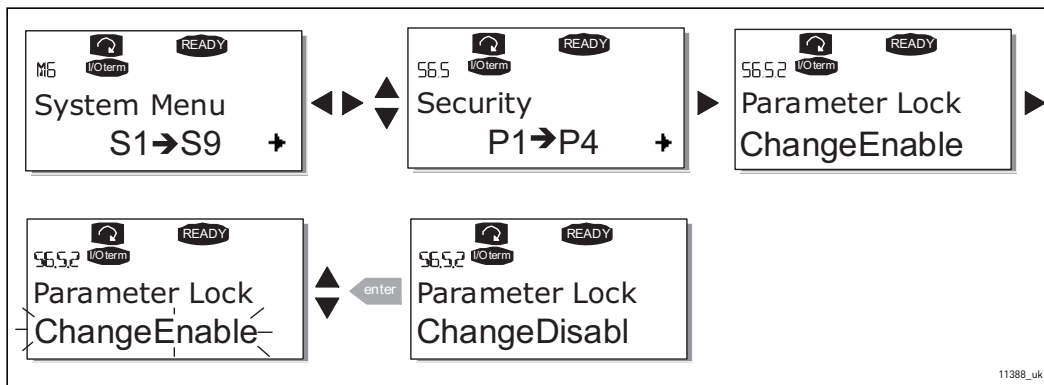 READY
M6 I/Oterm
System Menu
S1➔S9
READY
S6.5 I/Oterm
Security
P1➔P4
READY
S6.5.2 I/Oterm
Parameter Lock
ChangeEnable
READY
S6.5.2 I/Oterm
Parameter Lock
ChangeEnable
enter
READY
S6.5.2 I/Oterm
Parameter Lock
ChangeDisabl
11388_uk